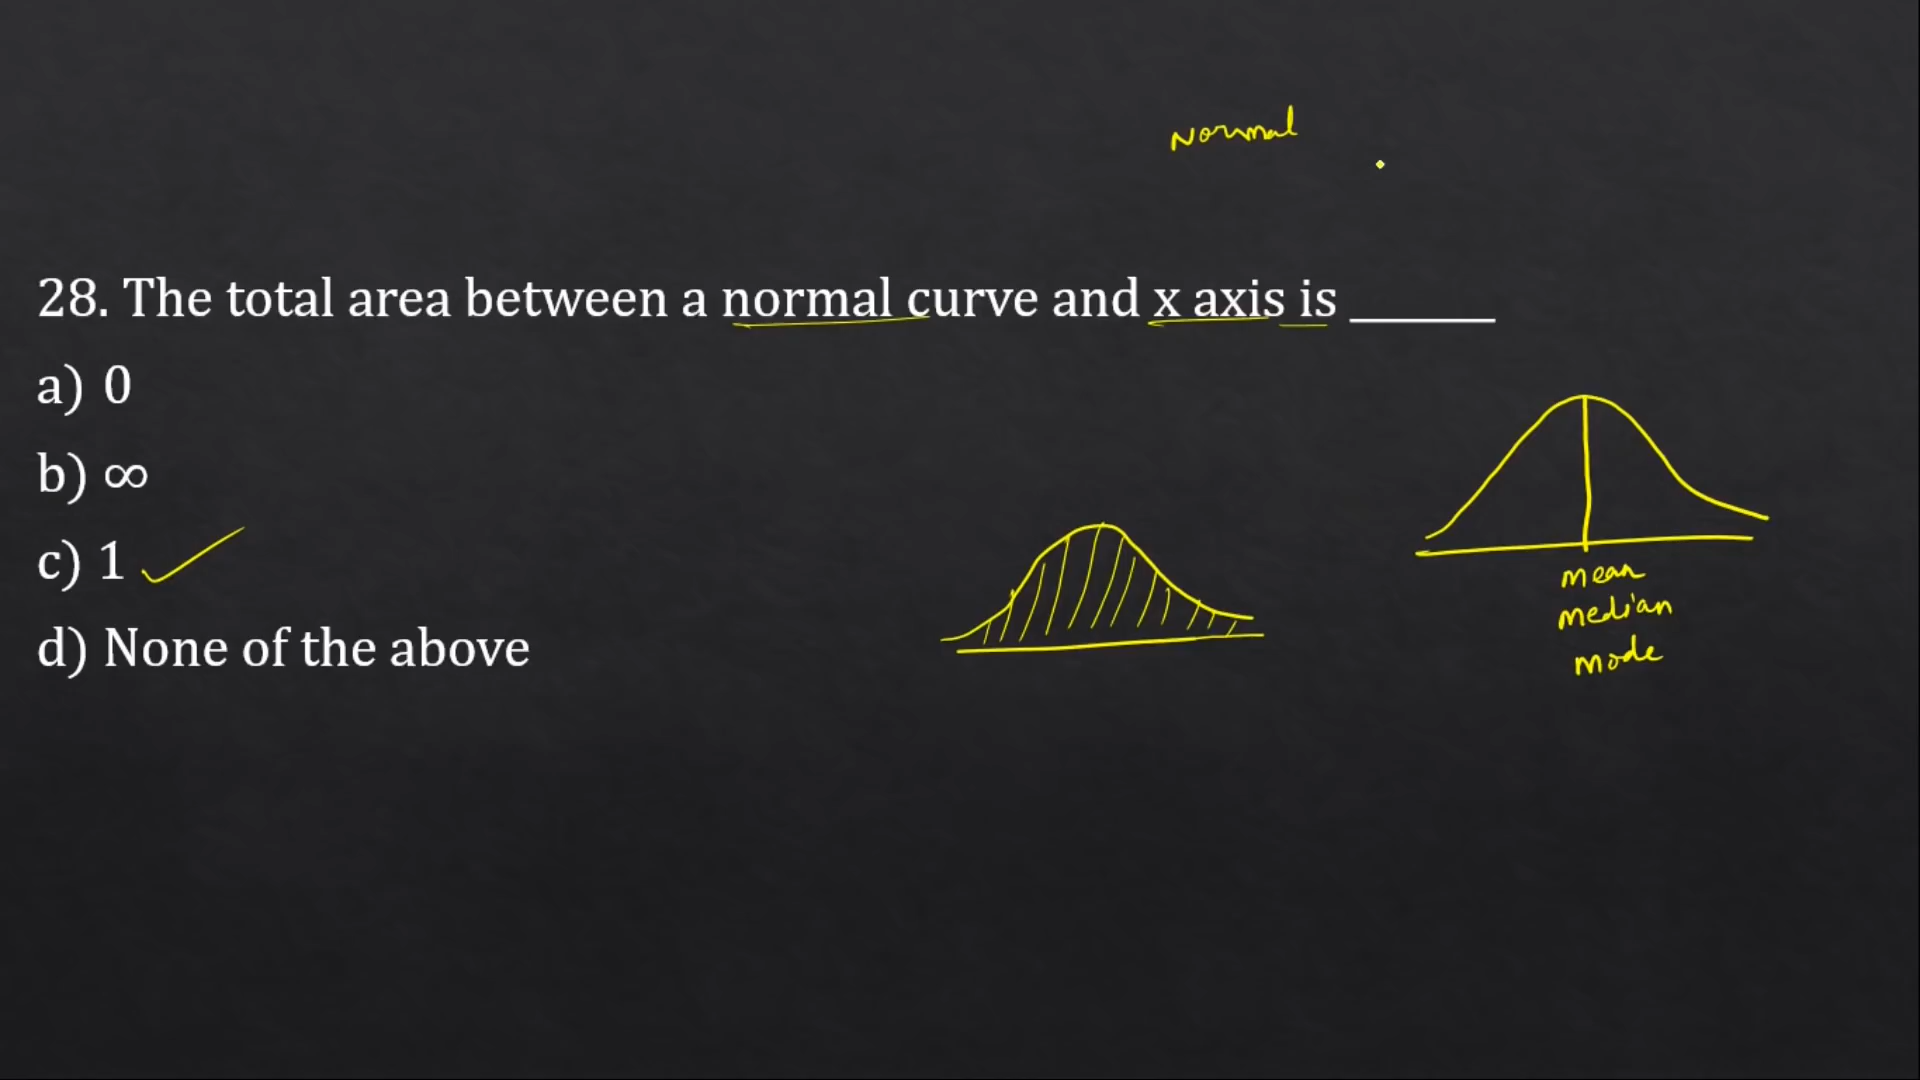 Normal
28. The total area between a normal curve and x axis is ______
a) 0
b) ∞
c) 1
d) None of the above
mean
median
mode